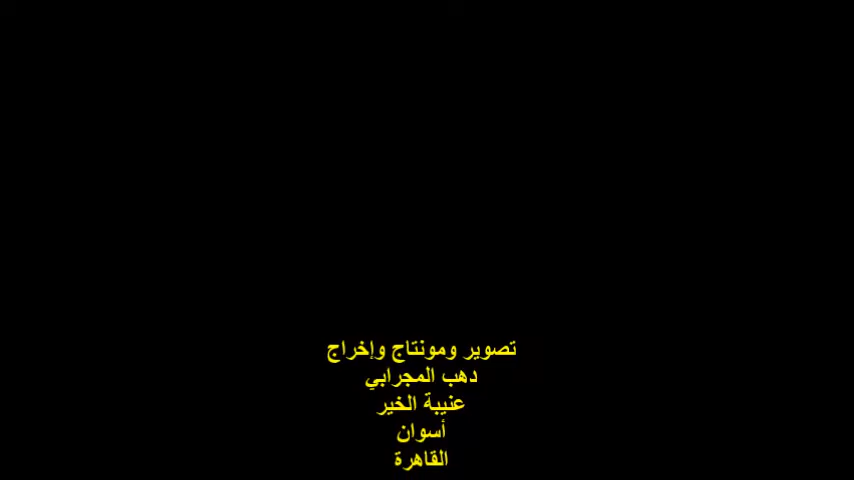 تصوير ومونتاج وإخراج
دهب المجرابي
عنيبة الخير
أسوان
القاهرة